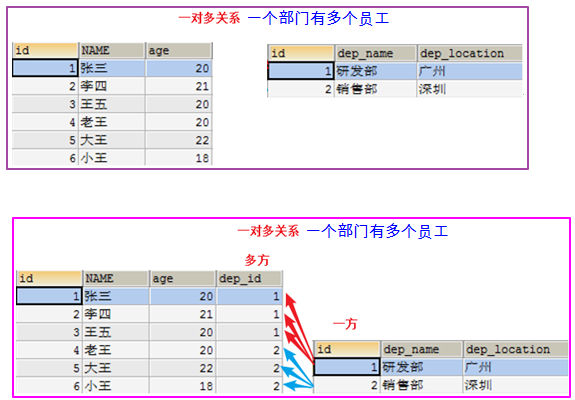 一对多关系 一个部门有多个员工
id NAME age
1 张三 20
2 李四 21
3 王五 20
4 老王 20
5 大王 22
6 小王 18
id dep_name dep_location
1 研发部 广州
2 销售部 深圳
一对多关系 一个部门有多个员工
多方
id NAME age dep_id
1 张三 20 1
2 李四 21 1
3 王五 20 1
4 老王 20 2
5 大王 22 2
6 小王 18 2
一方
id dep_name dep_location
1 研发部 广州
2 销售部 深圳